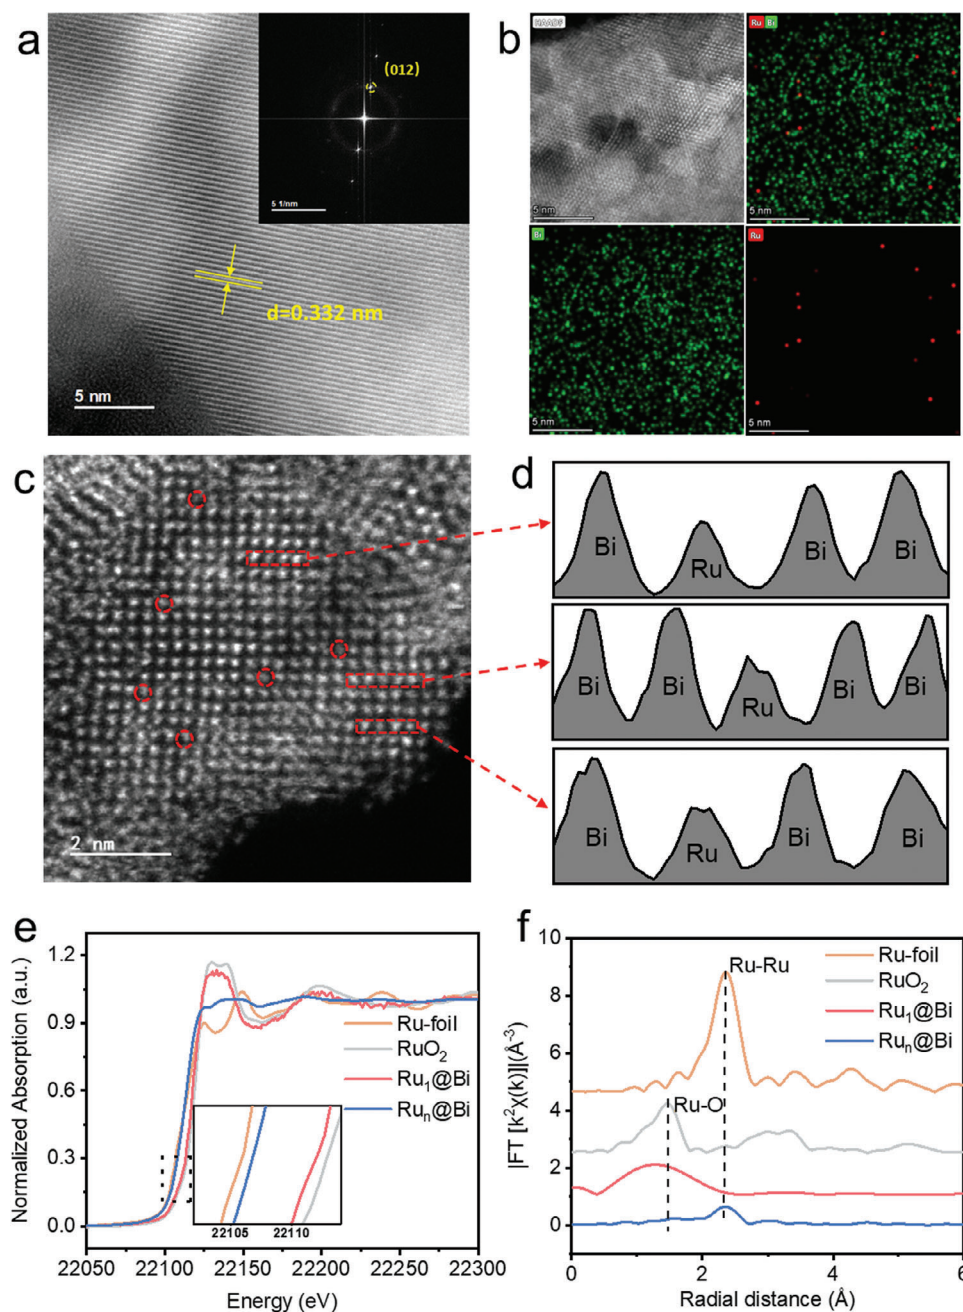 a
(012)
5 1/nm
d=0.332 nm
5 nm
b
HAADF
5 nm
Ru Bi
5 nm
Bi
5 nm
Ru
5 nm
c
2 nm
d
Bi
Ru
Bi
Bi
Bi
Bi
Ru
Bi
Bi
Bi
Ru
Bi
Bi
e
Normalized Absorption (a.u.)
1.2
0.9
0.6
0.3
0.0
Ru-foil
RuO₂
Ru₁@Bi
Ruₙ@Bi
22105
22110
22050
22100
22150
22200
22250
22300
Energy (eV)
f
|FT [k²χ(k)]|(Å⁻³)
10
8
6
4
2
0
Ru-Ru
Ru-O
Ru-foil
RuO₂
Ru₁@Bi
Ruₙ@Bi
0
2
4
6
Radial distance (Å)